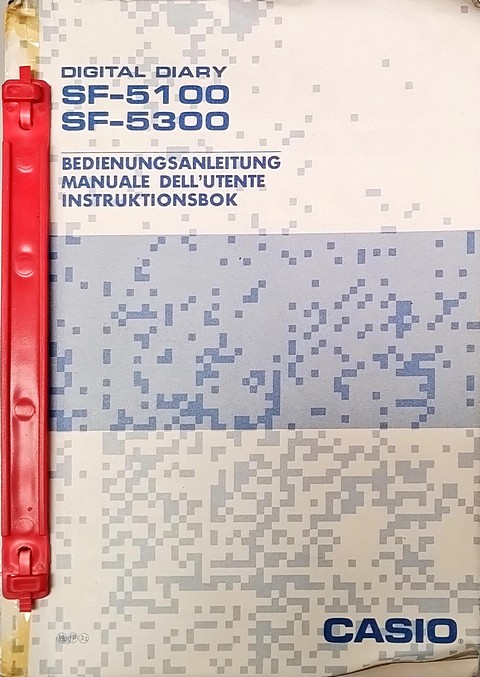 DIGITAL DIARY
SF-5100
SF-5300
BEDIENUNGSANLEITUNG
MANUALE DELL'UTENTE
INSTRUKTIONSBOK
CASIO®